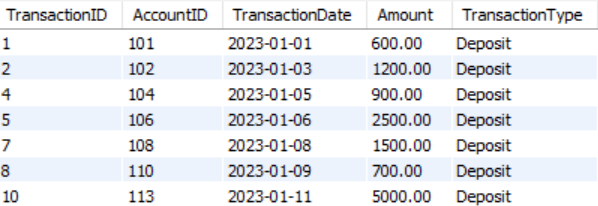 TransactionID AccountID TransactionDate Amount TransactionType
1 101 2023-01-01 600.00 Deposit
2 102 2023-01-03 1200.00 Deposit
4 104 2023-01-05 900.00 Deposit
5 106 2023-01-06 2500.00 Deposit
7 108 2023-01-08 1500.00 Deposit
8 110 2023-01-09 700.00 Deposit
10 113 2023-01-11 5000.00 Deposit